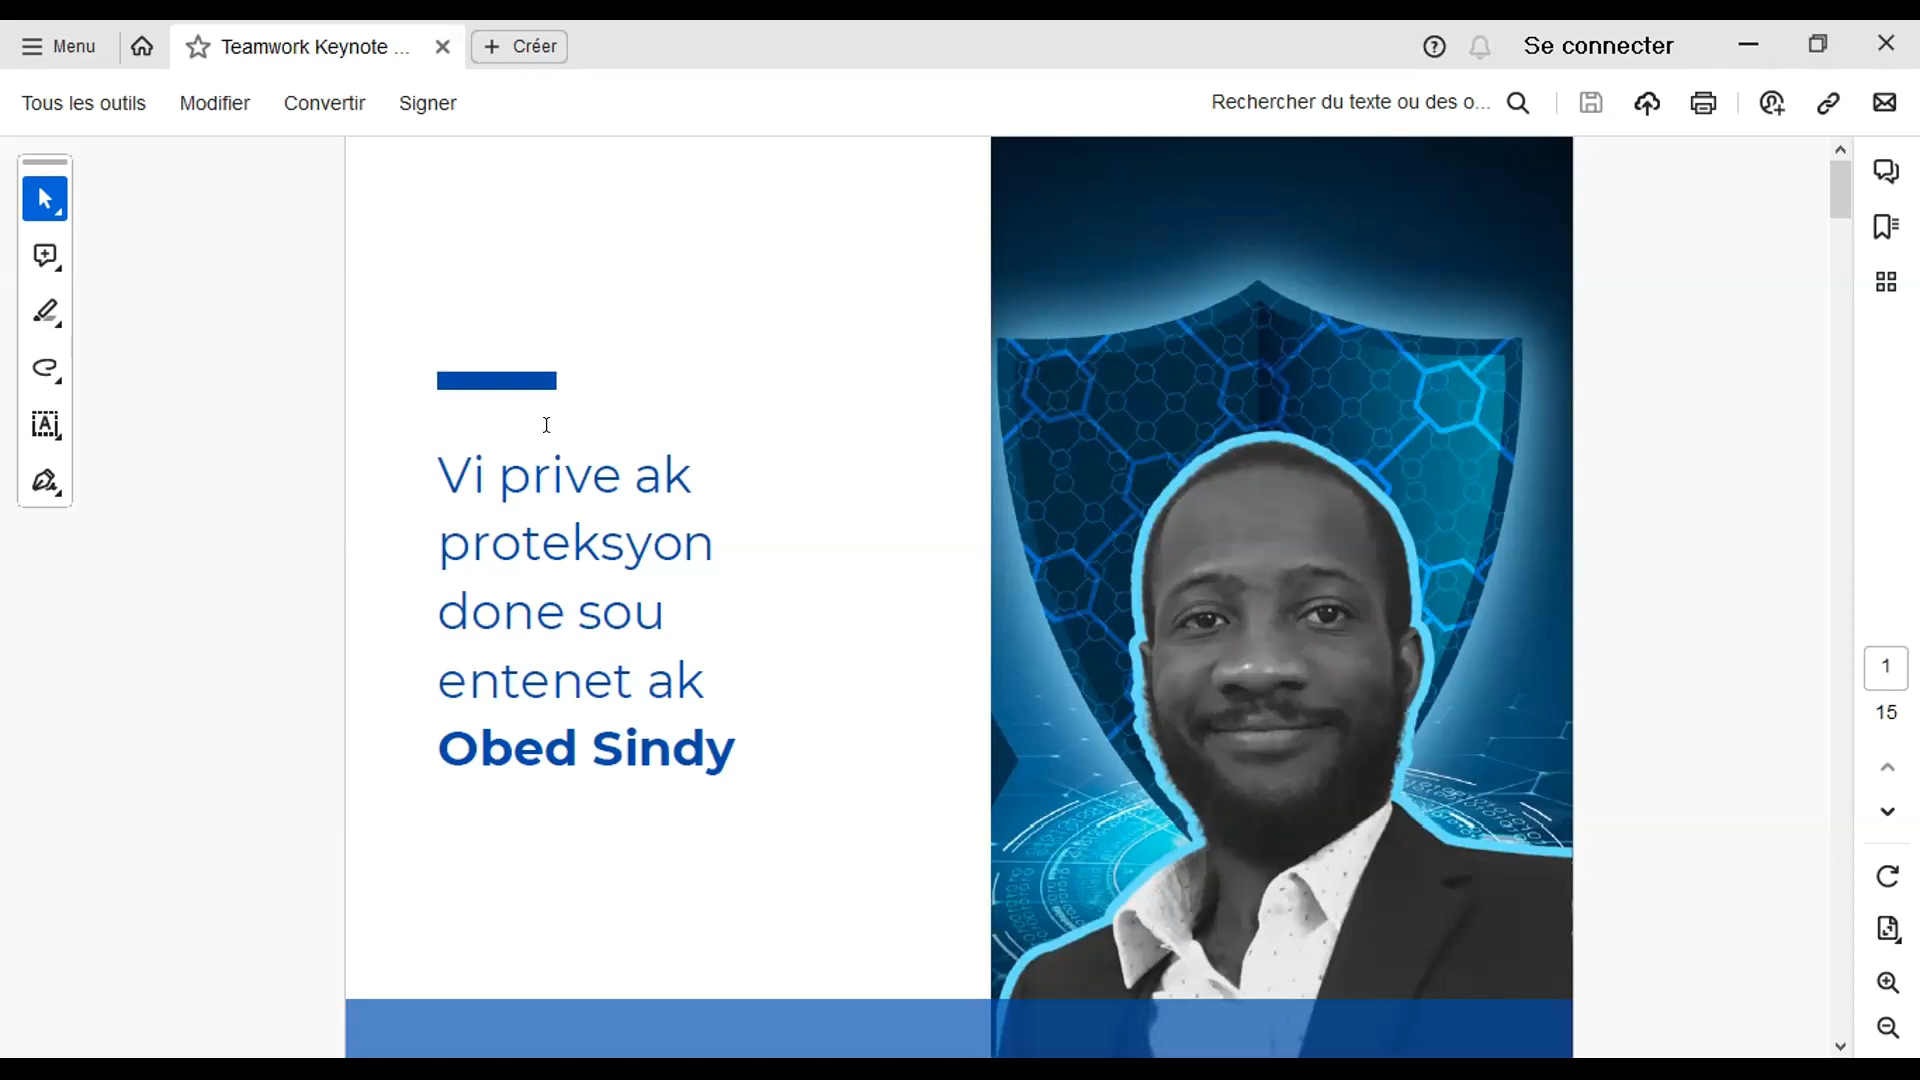 Menu
Teamwork Keynote ...
Créer
Se connecter
Tous les outils
Modifier
Convertir
Signer
Rechercher du texte ou des o...
Vi prive ak
proteksyon
done sou
entenet ak
Obed Sindy
1
15